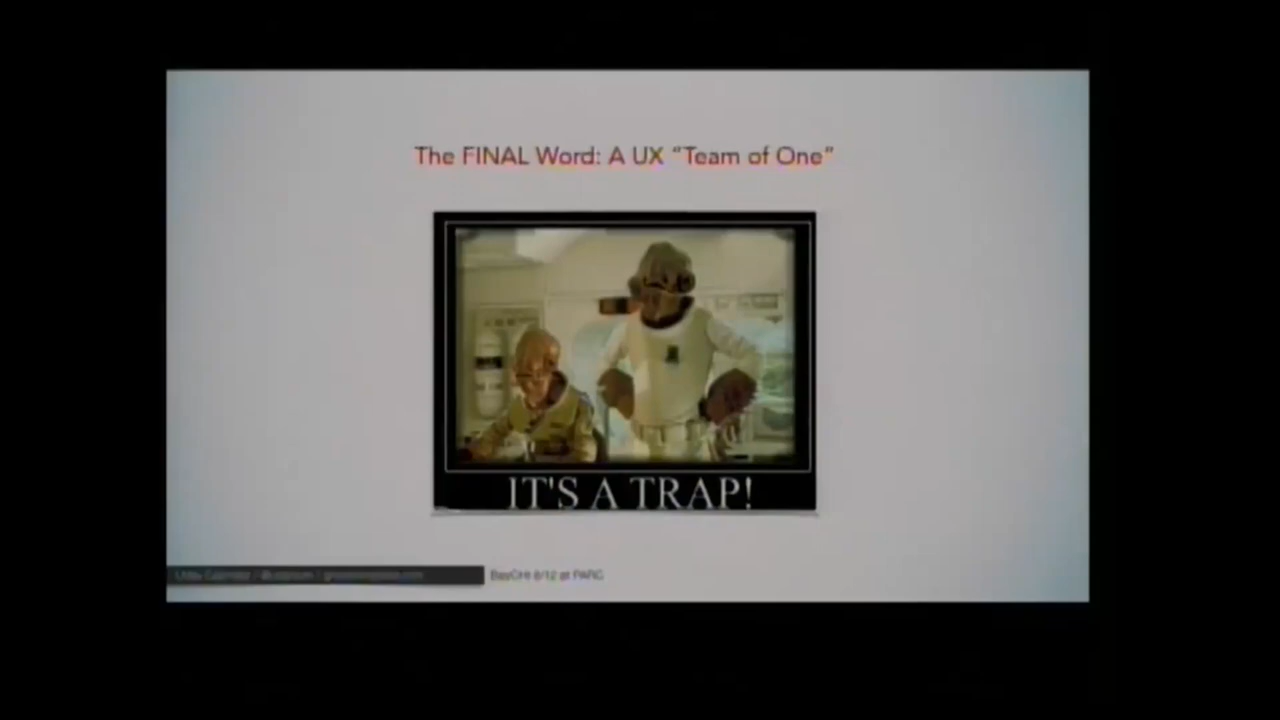 The FINAL Word: A UX “Team of One”
IT'S A TRAP!
BayCHI 8/12 at PARC